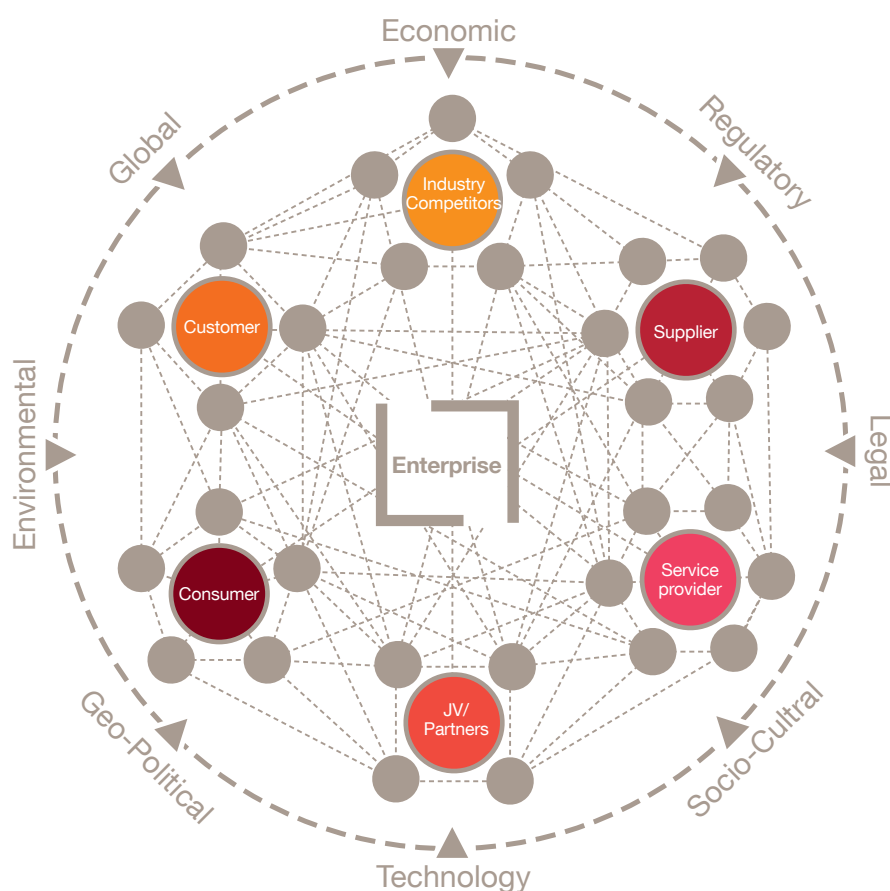 Economic
Global
Regulatory
Industry
Competitors
Customer
Supplier
Environmental
Enterprise
Legal
Consumer
Service
provider
JV/
Partners
Geo-Political
Socio-Cultral
Technology